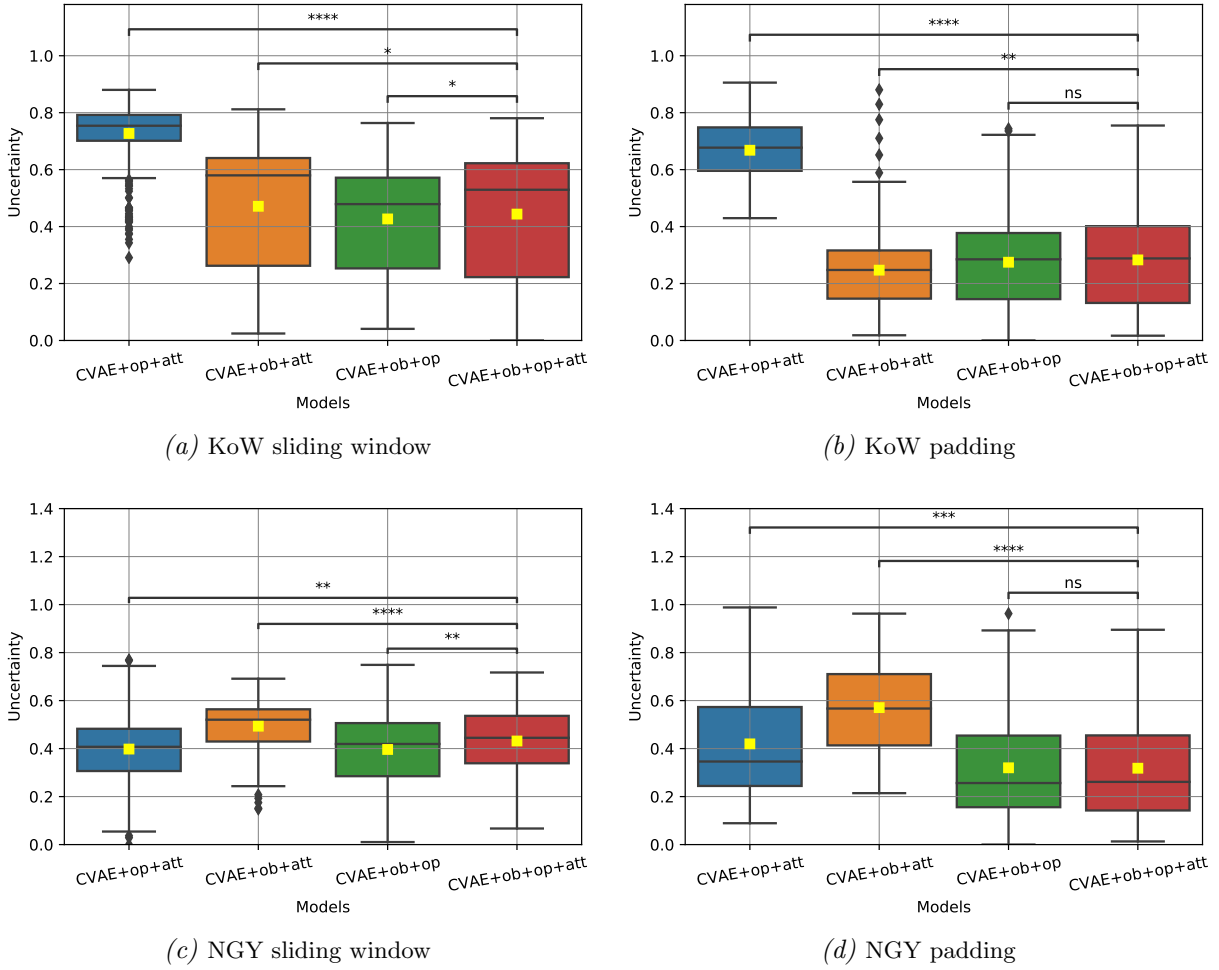 ****
*
*
1.0
0.8
0.6
0.4
0.2
0.0
Uncertainty
CVAE+op+att
CVAE+ob+att
CVAE+ob+op
CVAE+ob+op+att
Models
(a) KoW sliding window
****
**
ns
1.0
0.8
0.6
0.4
0.2
0.0
Uncertainty
CVAE+op+att
CVAE+ob+att
CVAE+ob+op
CVAE+ob+op+att
Models
(b) KoW padding
1.4
1.2
1.0
0.8
0.6
0.4
0.2
0.0
Uncertainty
**
****
**
CVAE+op+att
CVAE+ob+att
CVAE+ob+op
CVAE+ob+op+att
Models
(c) NGY sliding window
1.4
1.2
1.0
0.8
0.6
0.4
0.2
0.0
Uncertainty
***
****
ns
CVAE+op+att
CVAE+ob+att
CVAE+ob+op
CVAE+ob+op+att
Models
(d) NGY padding